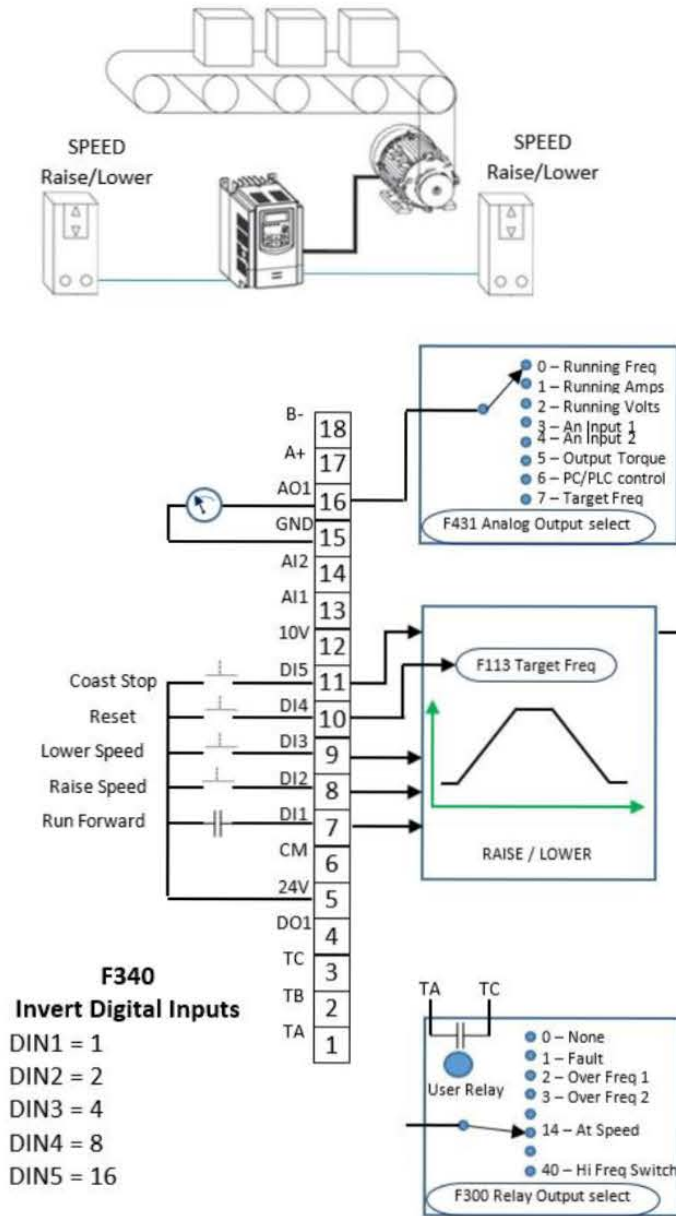 SPEED
Raise/Lower
SPEED
Raise/Lower
0 – Running Freq
1 – Running Amps
2 – Running Volts
3 – An Input 1
4 – An Input 2
5 – Output Torque
6 – PC/PLC control
7 – Target Freq
F431 Analog Output select
B- 18
A+ 17
AO1 16
GND 15
AI2 14
AI1 13
10V 12
Coast Stop DI5 11
Reset DI4 10
Lower Speed DI3 9
Raise Speed DI2 8
Run Forward DI1 7
CM 6
24V 5
DO1 4
TC 3
TB 2
TA 1
F113 Target Freq
RAISE / LOWER
F340
Invert Digital Inputs
DIN1 = 1
DIN2 = 2
DIN3 = 4
DIN4 = 8
DIN5 = 16
TA TC
User Relay
0 – None
1 – Fault
2 – Over Freq 1
3 – Over Freq 2
14 – At Speed
40 – Hi Freq Switch
F300 Relay Output select